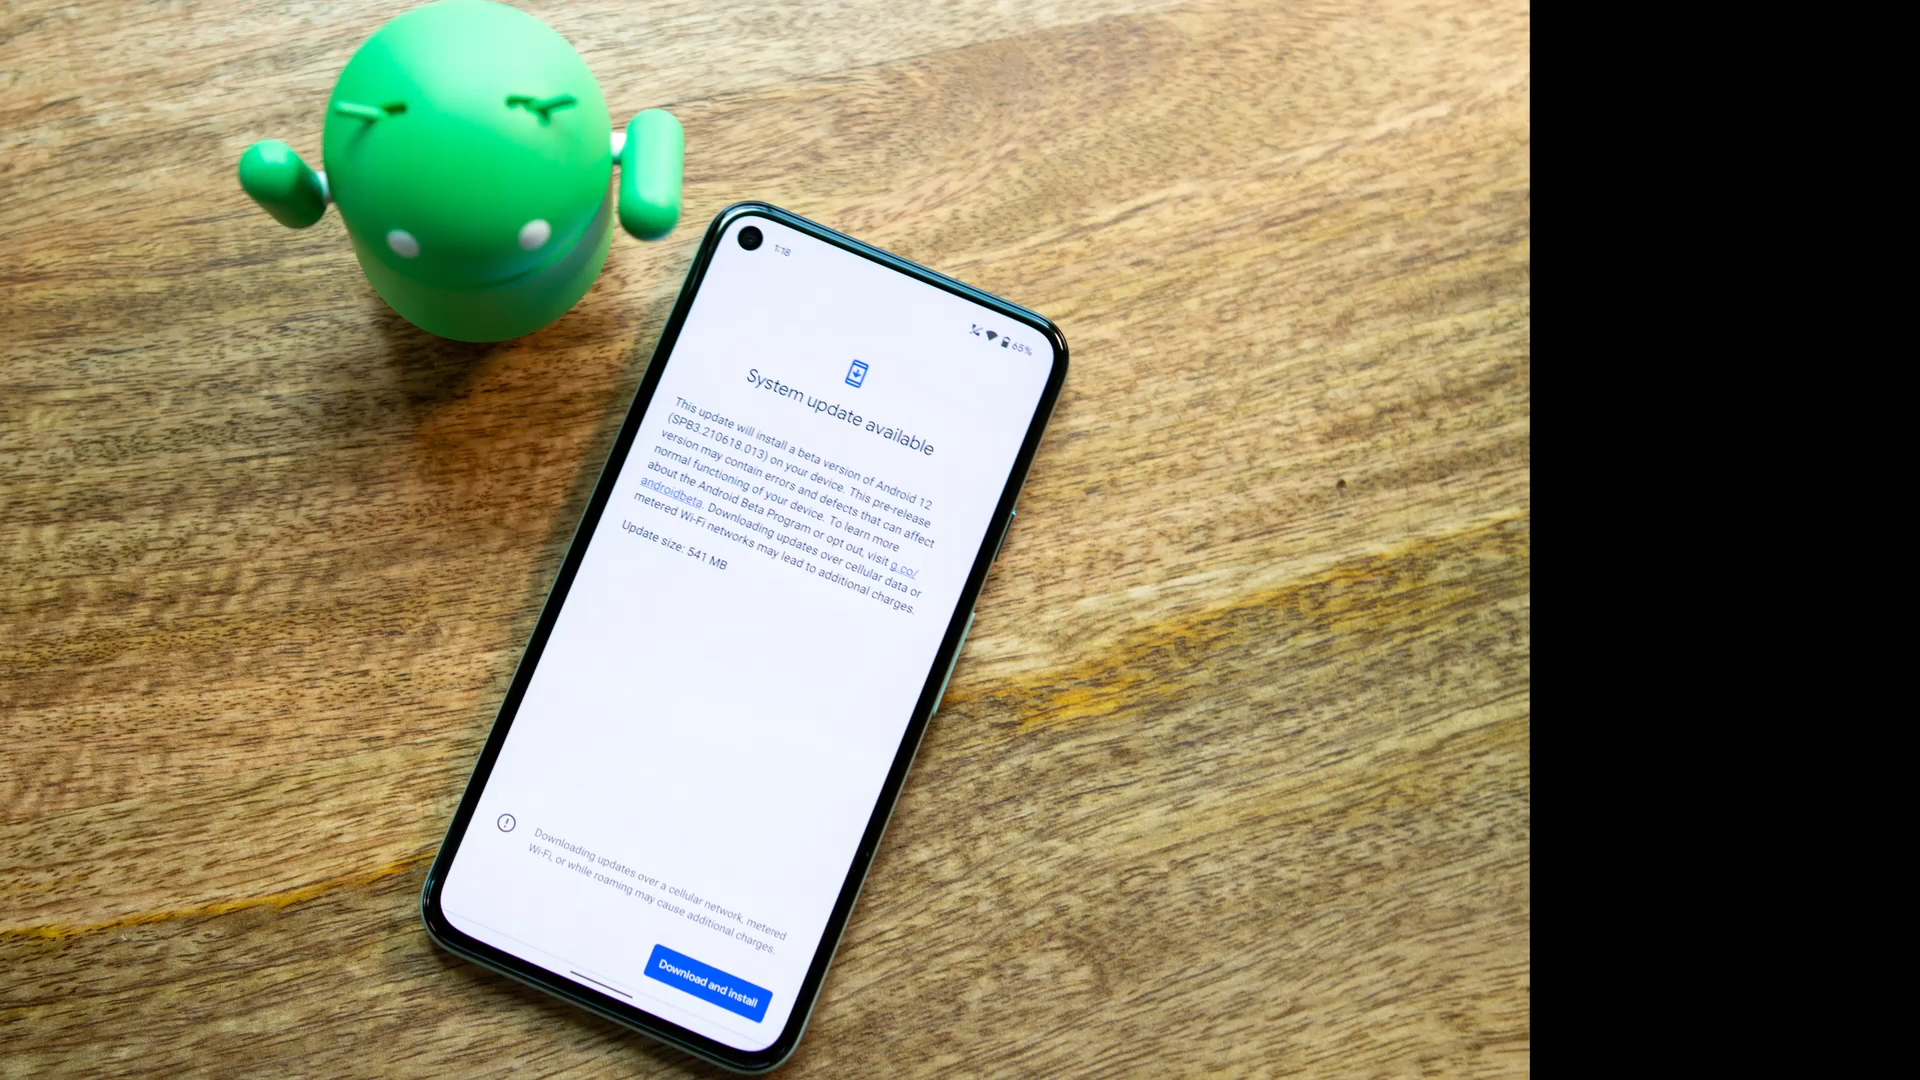 1:18
65%
System update available
This update will install a beta version of Android 12
(SPB3.210618.013) on your device. This pre-release
version may contain errors and defects that can affect
normal functioning of your device. To learn more
about the Android Beta Program or opt out, visit g.co/
androidbeta. Downloading updates over cellular data or
metered Wi-Fi networks may lead to additional charges.
Update size: 541 MB
Downloading updates over a cellular network, metered
Wi-Fi, or while roaming may cause additional charges.
Download and install